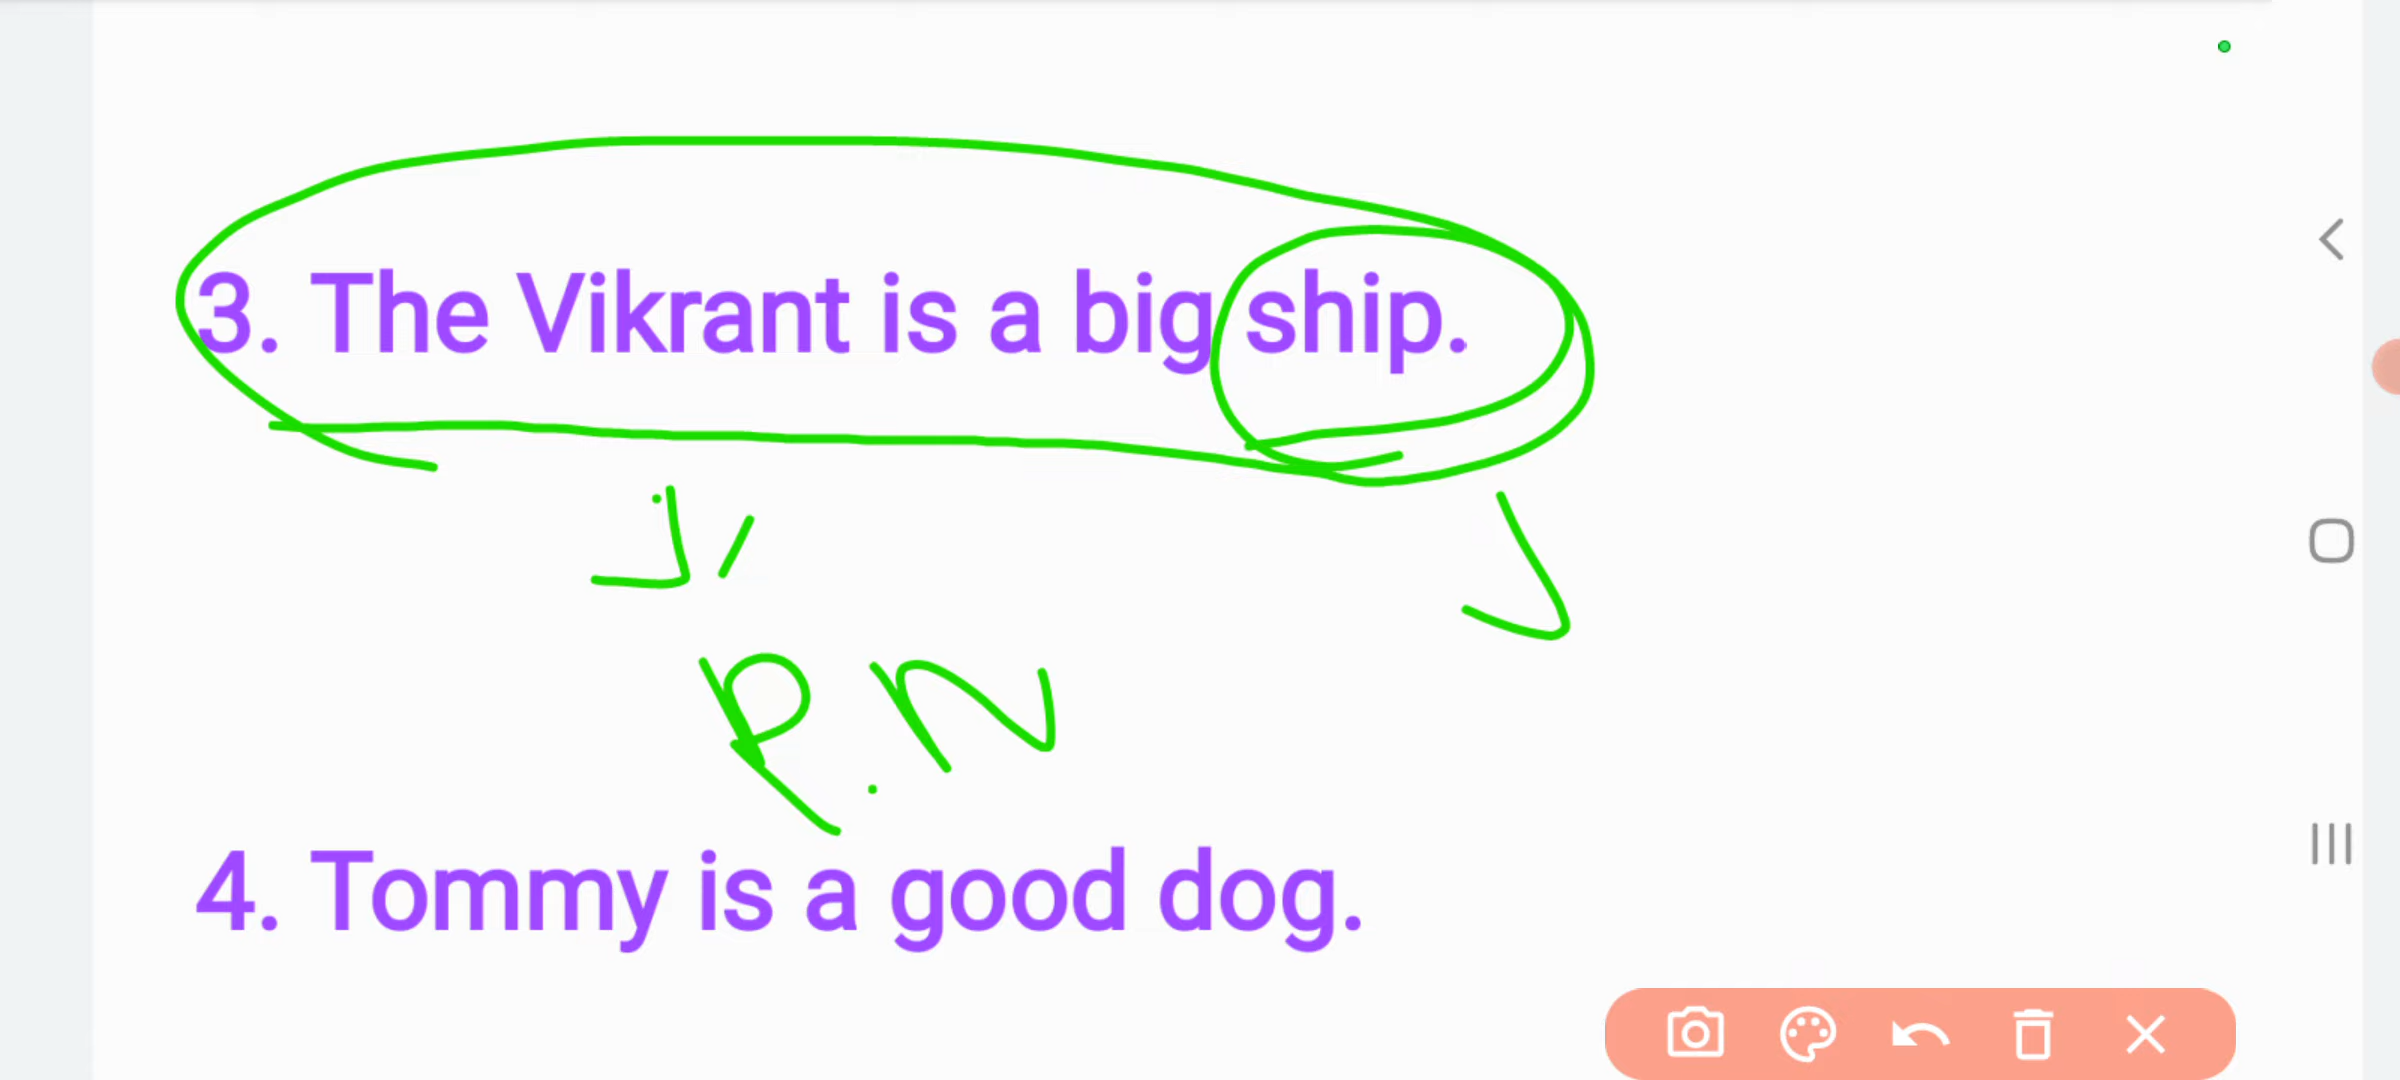 3. The Vikrant is a big ship.
P.N
4. Tommy is a good dog.